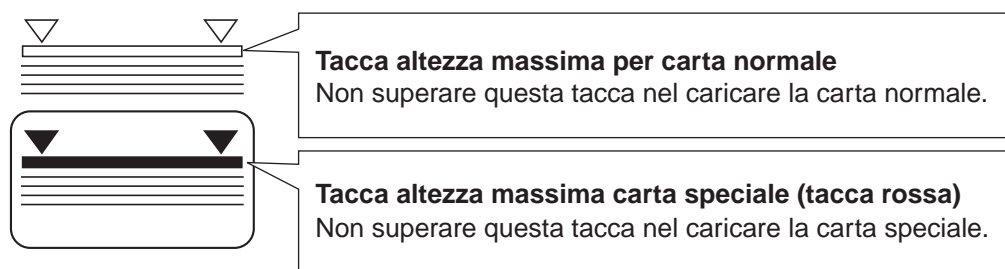 Tacca altezza massima per carta normale
Non superare questa tacca nel caricare la carta normale.
Tacca altezza massima carta speciale (tacca rossa)
Non superare questa tacca nel caricare la carta speciale.